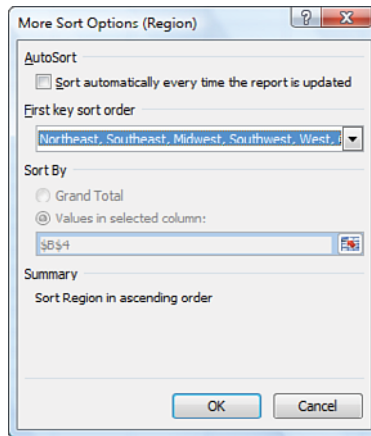 More Sort Options (Region)
AutoSort
Sort automatically every time the report is updated
First key sort order
Northeast, Southeast, Midwest, Southwest, West,
Sort By
Grand Total
Values in selected column:
$B$4
Summary
Sort Region in ascending order
OK
Cancel